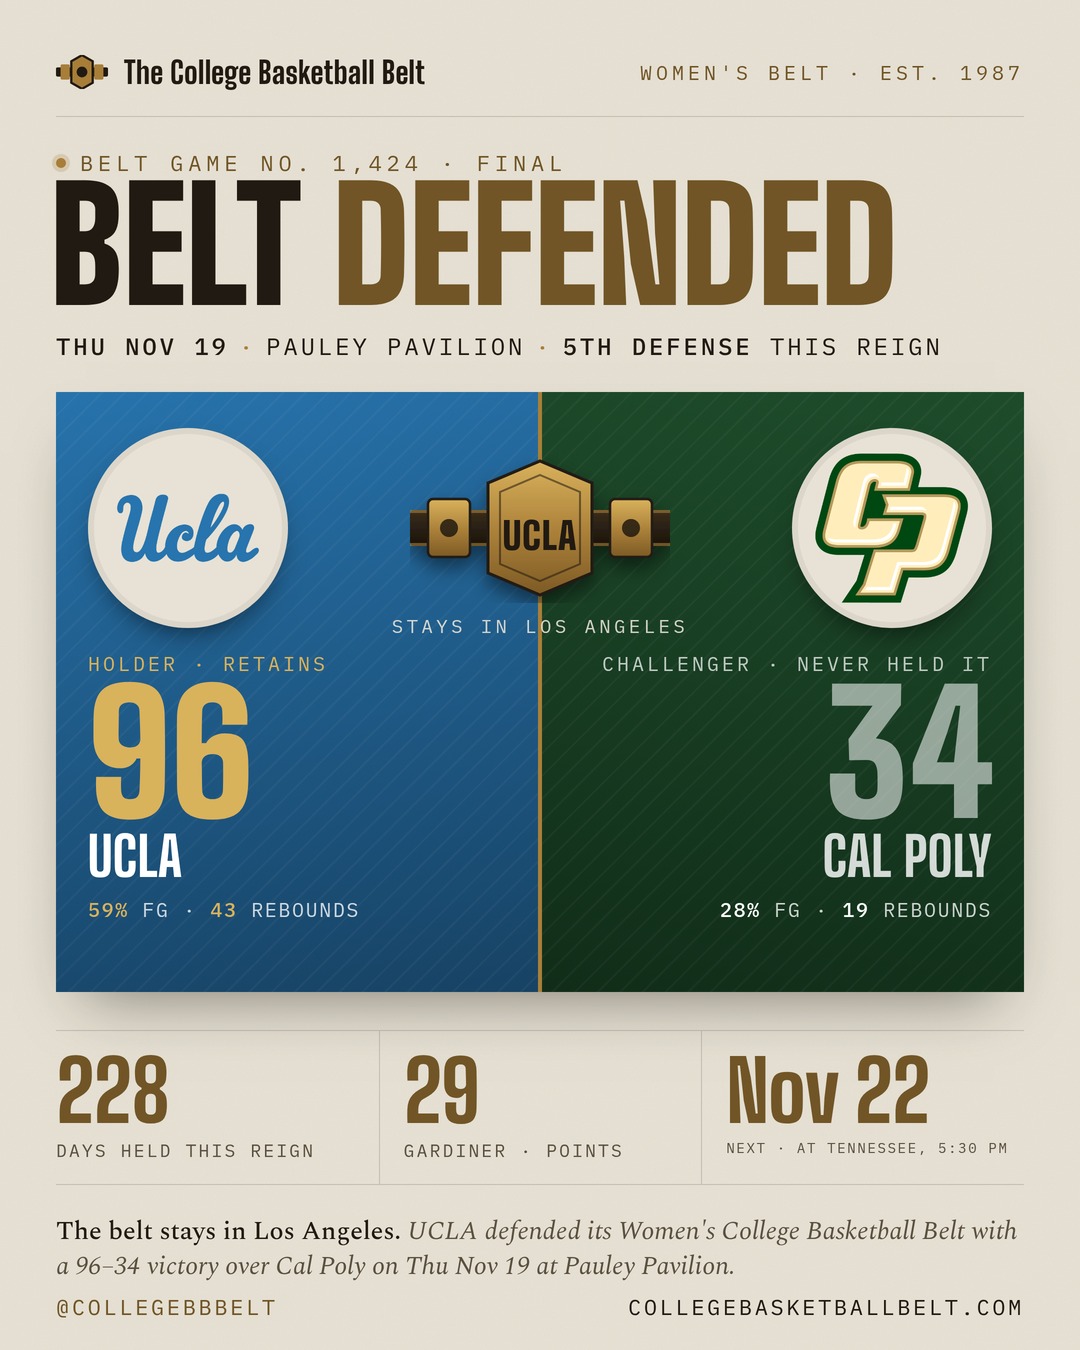 The College Basketball Belt
WOMEN'S BELT · EST. 1987
BELT GAME NO. 1,424 · FINAL
BELT DEFENDED
THU NOV 19 · PAULEY PAVILION · 5TH DEFENSE THIS REIGN
Ucla
UCLA
CP
STAYS IN LOS ANGELES
HOLDER · RETAINS
96
UCLA
59% FG · 43 REBOUNDS
CHALLENGER · NEVER HELD IT
34
CAL POLY
28% FG · 19 REBOUNDS
228
DAYS HELD THIS REIGN
29
GARDINER · POINTS
Nov 22
NEXT · AT TENNESSEE, 5:30 PM
The belt stays in Los Angeles. UCLA defended its Women's College Basketball Belt with
a 96–34 victory over Cal Poly on Thu Nov 19 at Pauley Pavilion.
@COLLEGEBBBELT
COLLEGEBASKETBALLBELT.COM